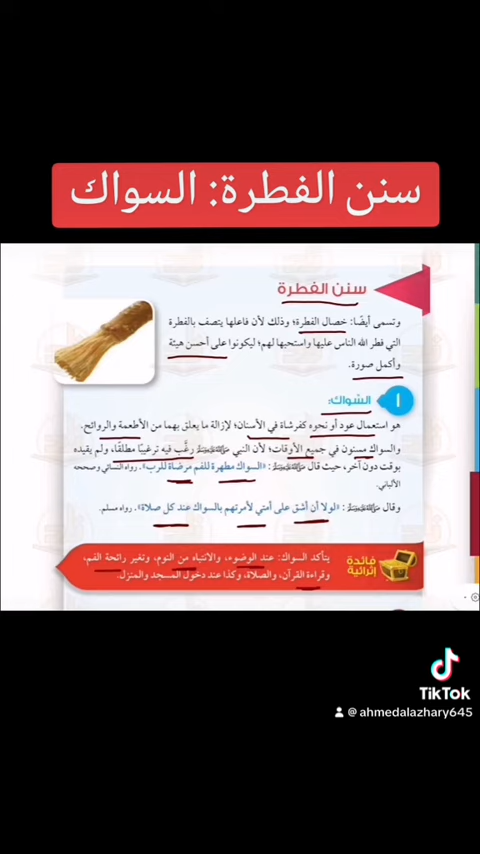 سنن الفطرة: السواك
سنن الفطرة
وتسمى أيضًا: خصال الفطرة؛ وذلك لأن فاعلها يتصف بالفطرة
التي فطر الله الناس عليها واستحبها لهم؛ ليكونوا على أحسن هيئة
وأكمل صورة.
١ السِّواك:
هو استعمال عود أو نحوه كفرشاة في الأسنان؛ لإزالة ما يعلق بهما من الأطعمة والروائح.
والسواك مسنون في جميع الأوقات؛ لأن النبي ﷺ رغَّب فيه ترغيبًا مطلقًا، ولم يقيده
بوقت دون آخر، حيث قال ﷺ: «السواك مطهرة للفم مرضاة للرب». رواه النسائي وصححه
الألباني.
وقال ﷺ: «لولا أن أشق على أمتي لأمرتهم بالسواك عند كل صلاة». رواه مسلم.
فائدة
إثرائية
يتأكد السواك: عند الوضوء، والانتباه من النوم، وتغير رائحة الفم،
وقراءة القرآن، والصلاة، وكذا عند دخول المسجد والمنزل.
TikTok
@ahmedalazhary645